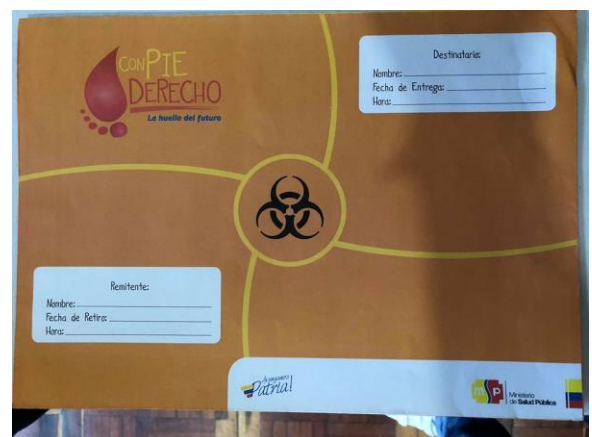 CON PIE
DERECHO
La huella del futuro
Destinatario:
Nombre:
Fecha de Entrega:
Hora:
Remitente:
Nombre:
Fecha de Retiro:
Hora:
Patria!
MSP
Ministerio
de Salud Pública